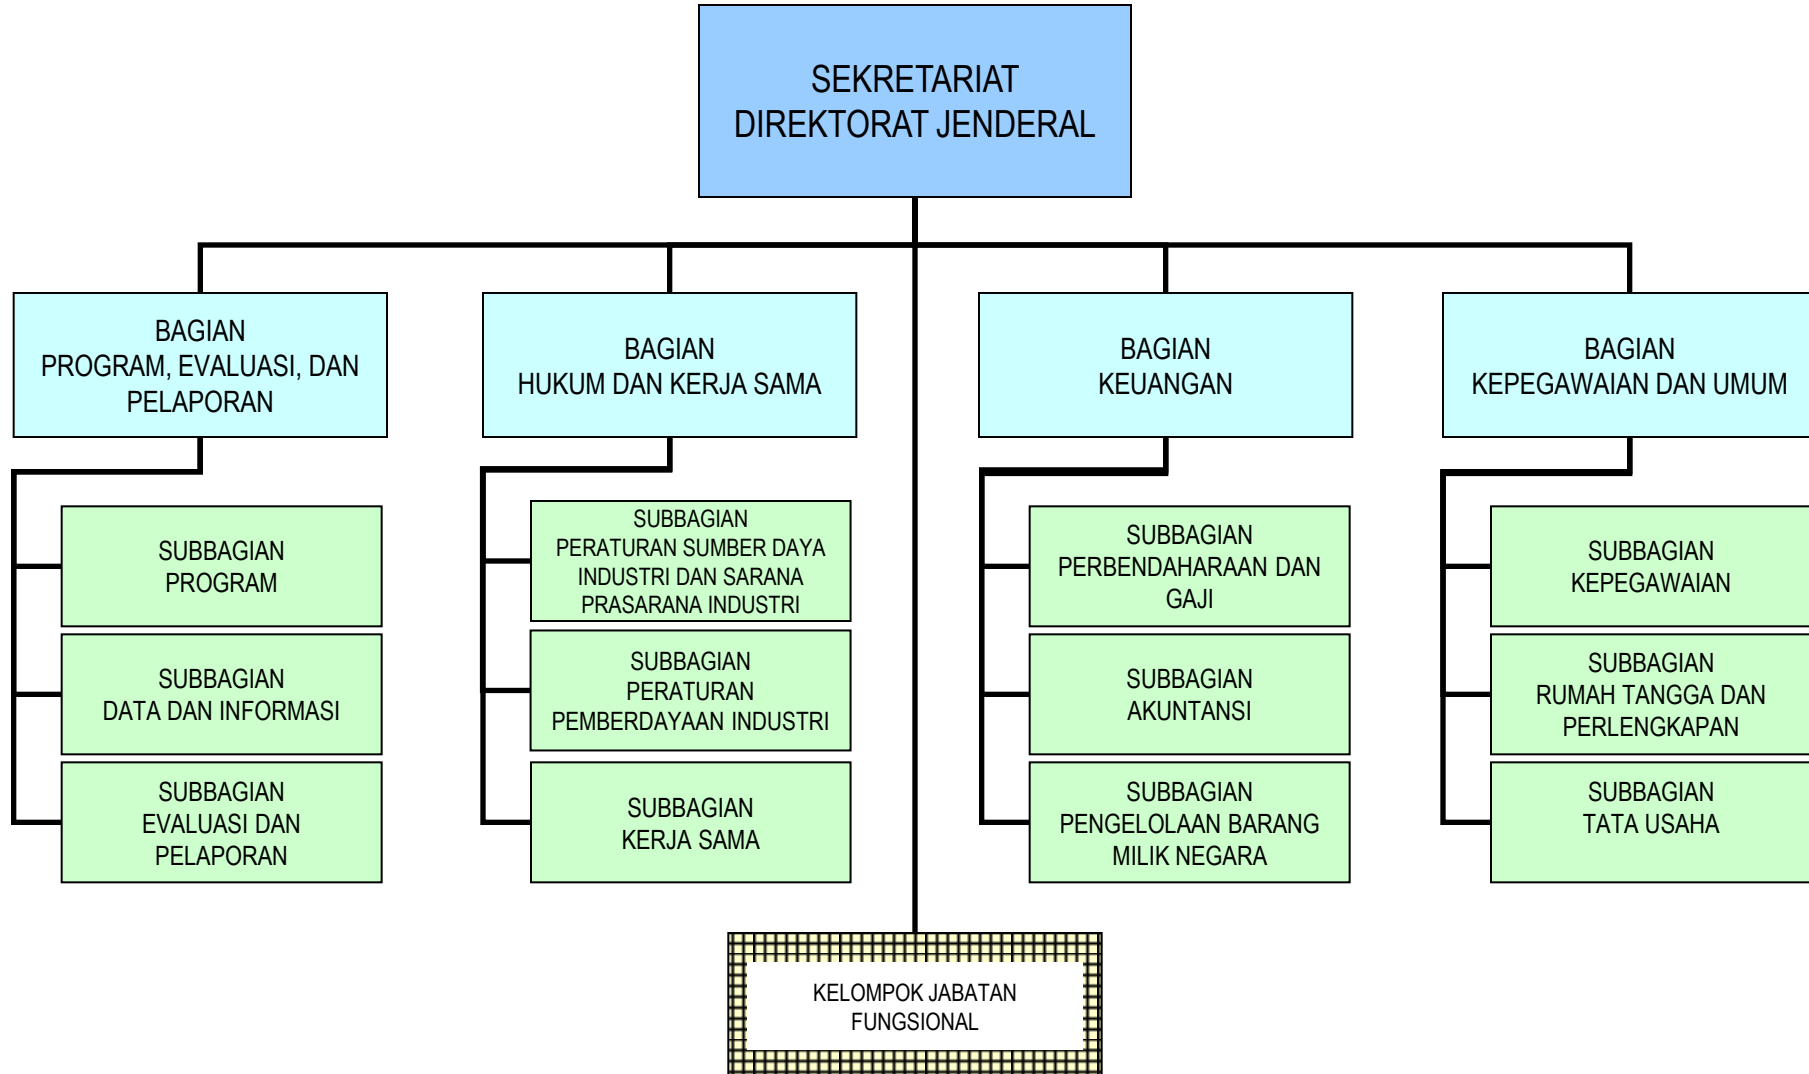 SEKRETARIAT
DIREKTORAT JENDERAL
BAGIAN
PROGRAM, EVALUASI, DAN
PELAPORAN
BAGIAN
HUKUM DAN KERJA SAMA
BAGIAN
KEUANGAN
BAGIAN
KEPEGAWAIAN DAN UMUM
SUBBAGIAN
PROGRAM
SUBBAGIAN
DATA DAN INFORMASI
SUBBAGIAN
EVALUASI DAN
PELAPORAN
SUBBAGIAN
PERATURAN SUMBER DAYA
INDUSTRI DAN SARANA
PRASARANA INDUSTRI
SUBBAGIAN
PERATURAN
PEMBERDAYAAN INDUSTRI
SUBBAGIAN
KERJA SAMA
SUBBAGIAN
PERBENDAHARAAN DAN
GAJI
SUBBAGIAN
AKUNTANSI
SUBBAGIAN
PENGELOLAAN BARANG
MILIK NEGARA
SUBBAGIAN
KEPEGAWAIAN
SUBBAGIAN
RUMAH TANGGA DAN
PERLENGKAPAN
SUBBAGIAN
TATA USAHA
KELOMPOK JABATAN
FUNGSIONAL